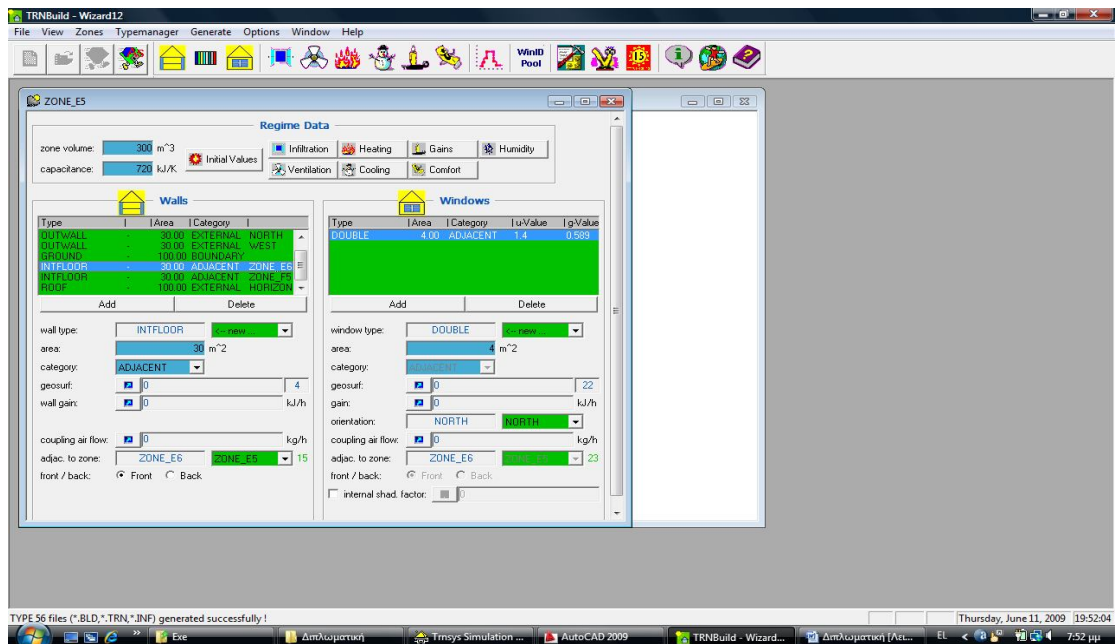 TRNBuild - Wizard12
File View Zones Typemanager Generate Options Window Help
WinID
Pool
15
ZONE_E5
Regime Data
zone volume: 300 m^3
capacitance: 720 kJ/K
Initial Values
Infiltration Heating Gains Humidity
Ventilation Cooling Comfort
Walls
Type | | Area | Category |
OUTWALL - 30.00 EXTERNAL NORTH
OUTWALL - 30.00 EXTERNAL WEST
GROUND - 100.00 BOUNDARY
INTFLOOR - 30.00 ADJACENT ZONE_E6
INTFLOOR - 30.00 ADJACENT ZONE_F5
ROOF - 100.00 EXTERNAL HORIZON
Add Delete
wall type: INTFLOOR <-- new ...
area: 30 m^2
category: ADJACENT
geosurf: 0 4
wall gain: 0 kJ/h
coupling air flow: 0 kg/h
adjac. to zone: ZONE_E6 ZONE_E5 15
front / back: Front Back
Windows
Type | Area | Category | u-Value | g-Value
DOUBLE 4.00 ADJACENT 1.4 0.589
Add Delete
window type: DOUBLE <-- new ...
area: 4 m^2
category: ADJACENT
geosurf: 0 22
gain: 0 kJ/h
orientation: NORTH NORTH
coupling air flow: 0 kg/h
adjac. to zone: ZONE_E6 ZONE_E5 23
front / back: Front Back
internal shad. factor: 0
TYPE 56 files (*.BLD,*.TRN,*.INF) generated successfully !
Thursday, June 11, 2009 19:52:04
Exe Διπλωματική Trnsys Simulation ... AutoCAD 2009 TRNBuild - Wizard... Διπλωματική [Λει... EL 7:52 μμ